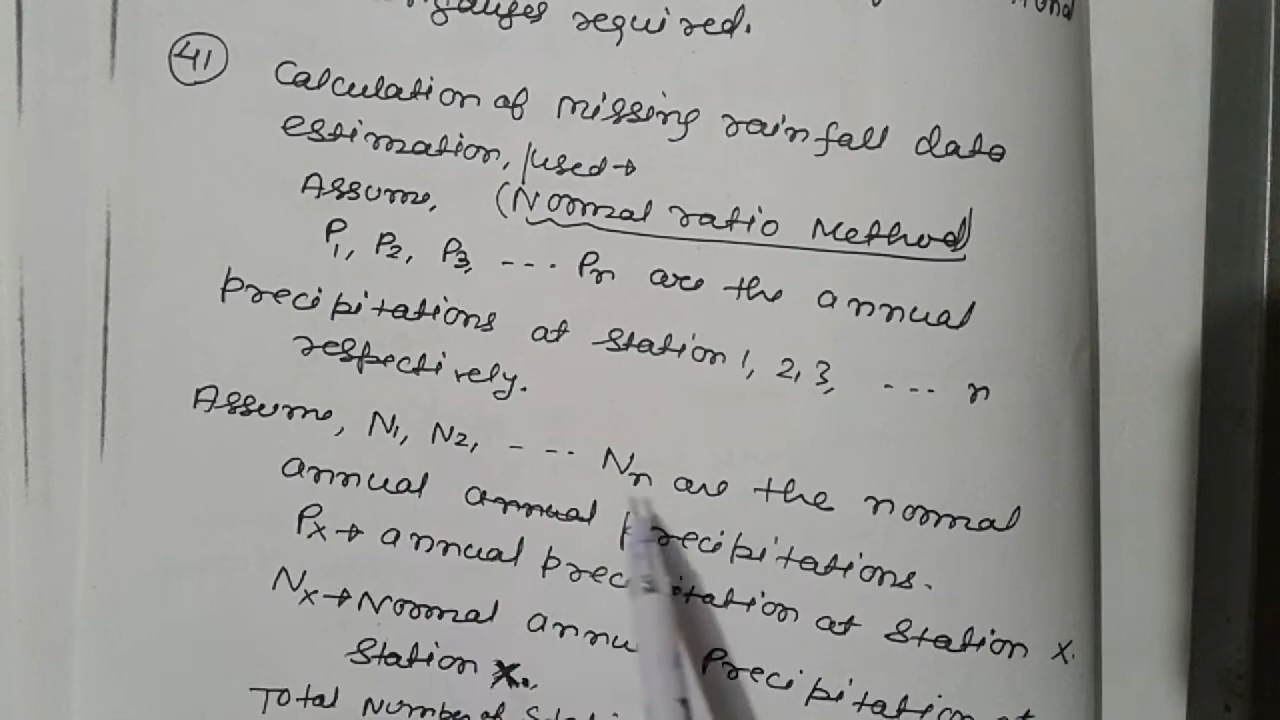 gauges required.
(41) Calculation of missing rainfall data
estimation, used →
Assume, (Normal ratio Method)
P1, P2, P3, ---- Pn are the annual
precipitations at station 1, 2, 3, ---- n
respectively.
Assume, N1, N2, ---- Nn are the normal
annual annual precipitations.
Px → annual precipitation at station x.
Nx → Normal annu Precipitation at
Station X.
Total Number of